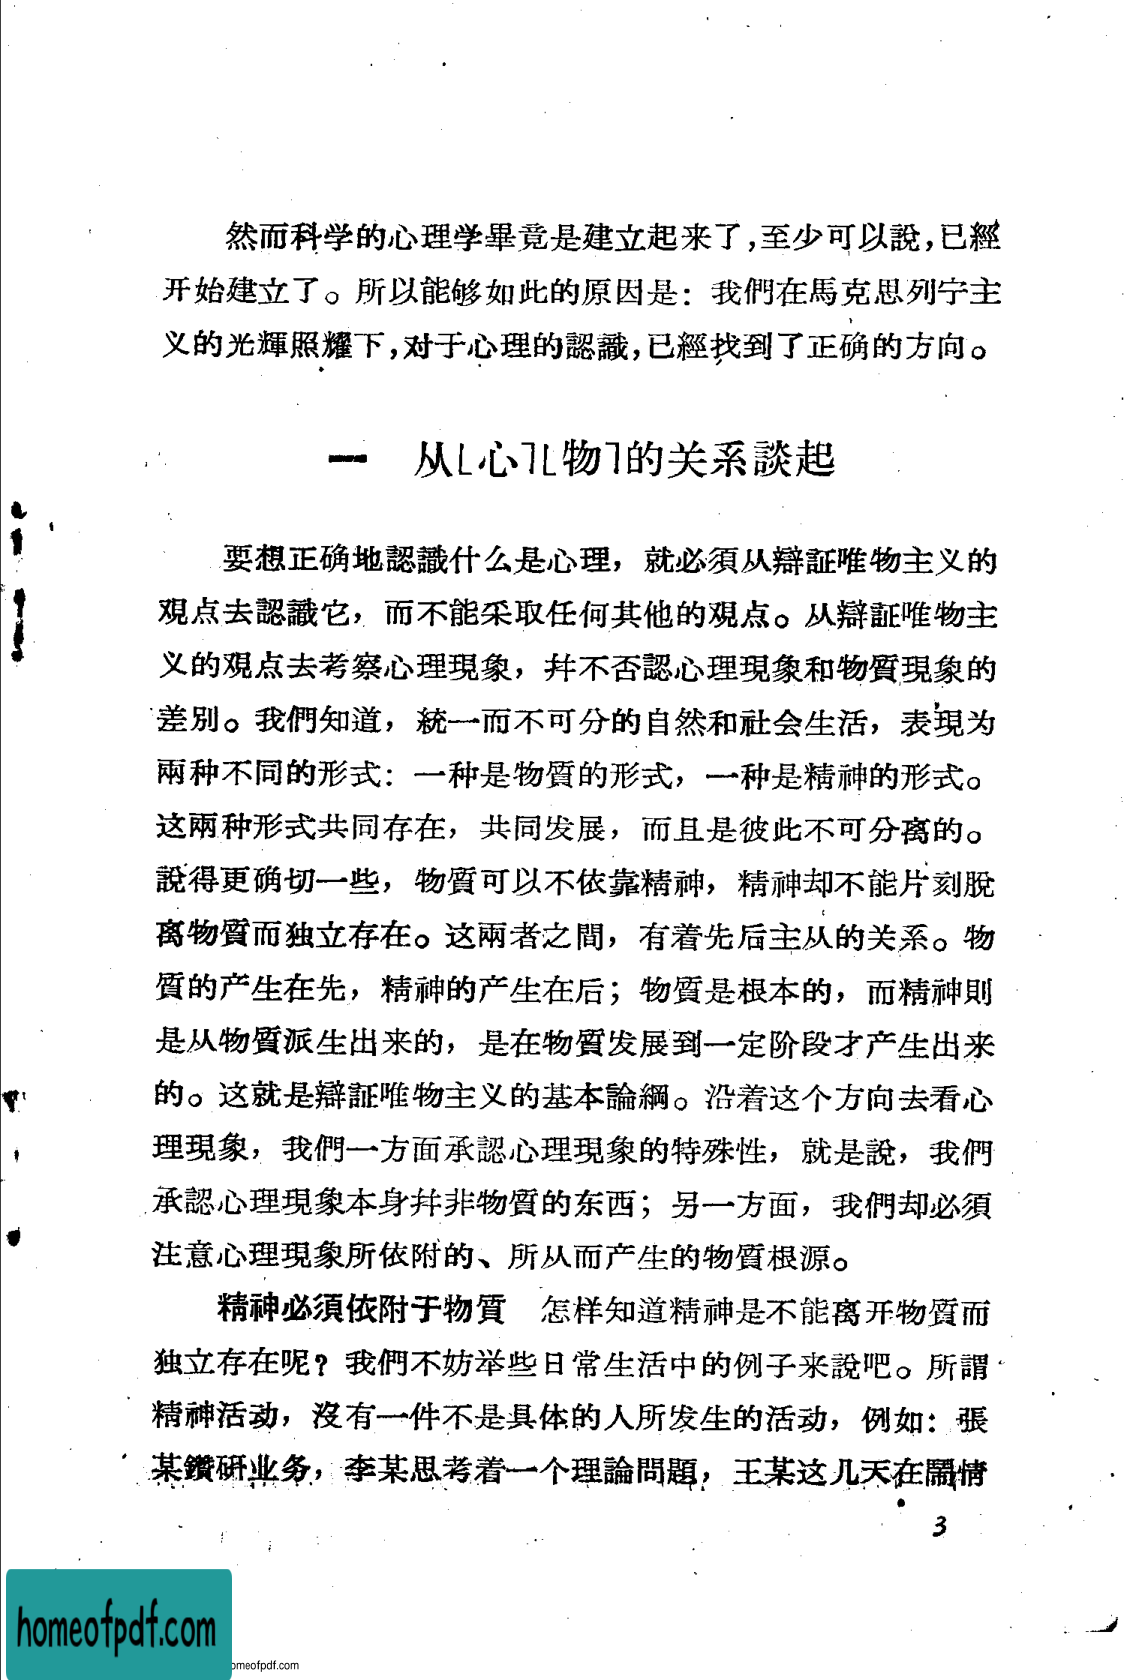 然而科学的心理学畢竟是建立起来了，至少可以說，已經
开始建立了。所以能够如此的原因是：我們在馬克思列宁主
义的光輝照耀下，对于心理的認識，已經找到了正确的方向。
一　从⎣心⎤⎣物⎤的关系談起
要想正确地認識什么是心理，就必須从辯証唯物主义的
观点去認識它，而不能采取任何其他的观点。从辯証唯物主
义的观点去考察心理現象，幷不否認心理現象和物質現象的
差別。我們知道，統一而不可分的自然和社会生活，表現为
兩种不同的形式：一种是物質的形式，一种是精神的形式。
这兩种形式共同存在，共同发展，而且是彼此不可分离的。
說得更确切一些，物質可以不依靠精神，精神却不能片刻脫
离物質而独立存在。这兩者之間，有着先后主从的关系。物
質的产生在先，精神的产生在后；物質是根本的，而精神則
是从物質派生出来的，是在物質发展到一定阶段才产生出来
的。这就是辯証唯物主义的基本論綱。沿着这个方向去看心
理現象，我們一方面承認心理現象的特殊性，就是說，我們
承認心理現象本身幷非物質的东西；另一方面，我們却必須
注意心理現象所依附的、所从而产生的物質根源。
精神必須依附于物質　怎样知道精神是不能离开物質而
独立存在呢？我們不妨举些日常生活中的例子来說吧。所謂
精神活动，沒有一件不是具体的人所发生的活动，例如：張
某鑽研业务，李某思考着一个理論問題，王某这几天在鬧情
3
homeofpdf.com
omeofpdf.com